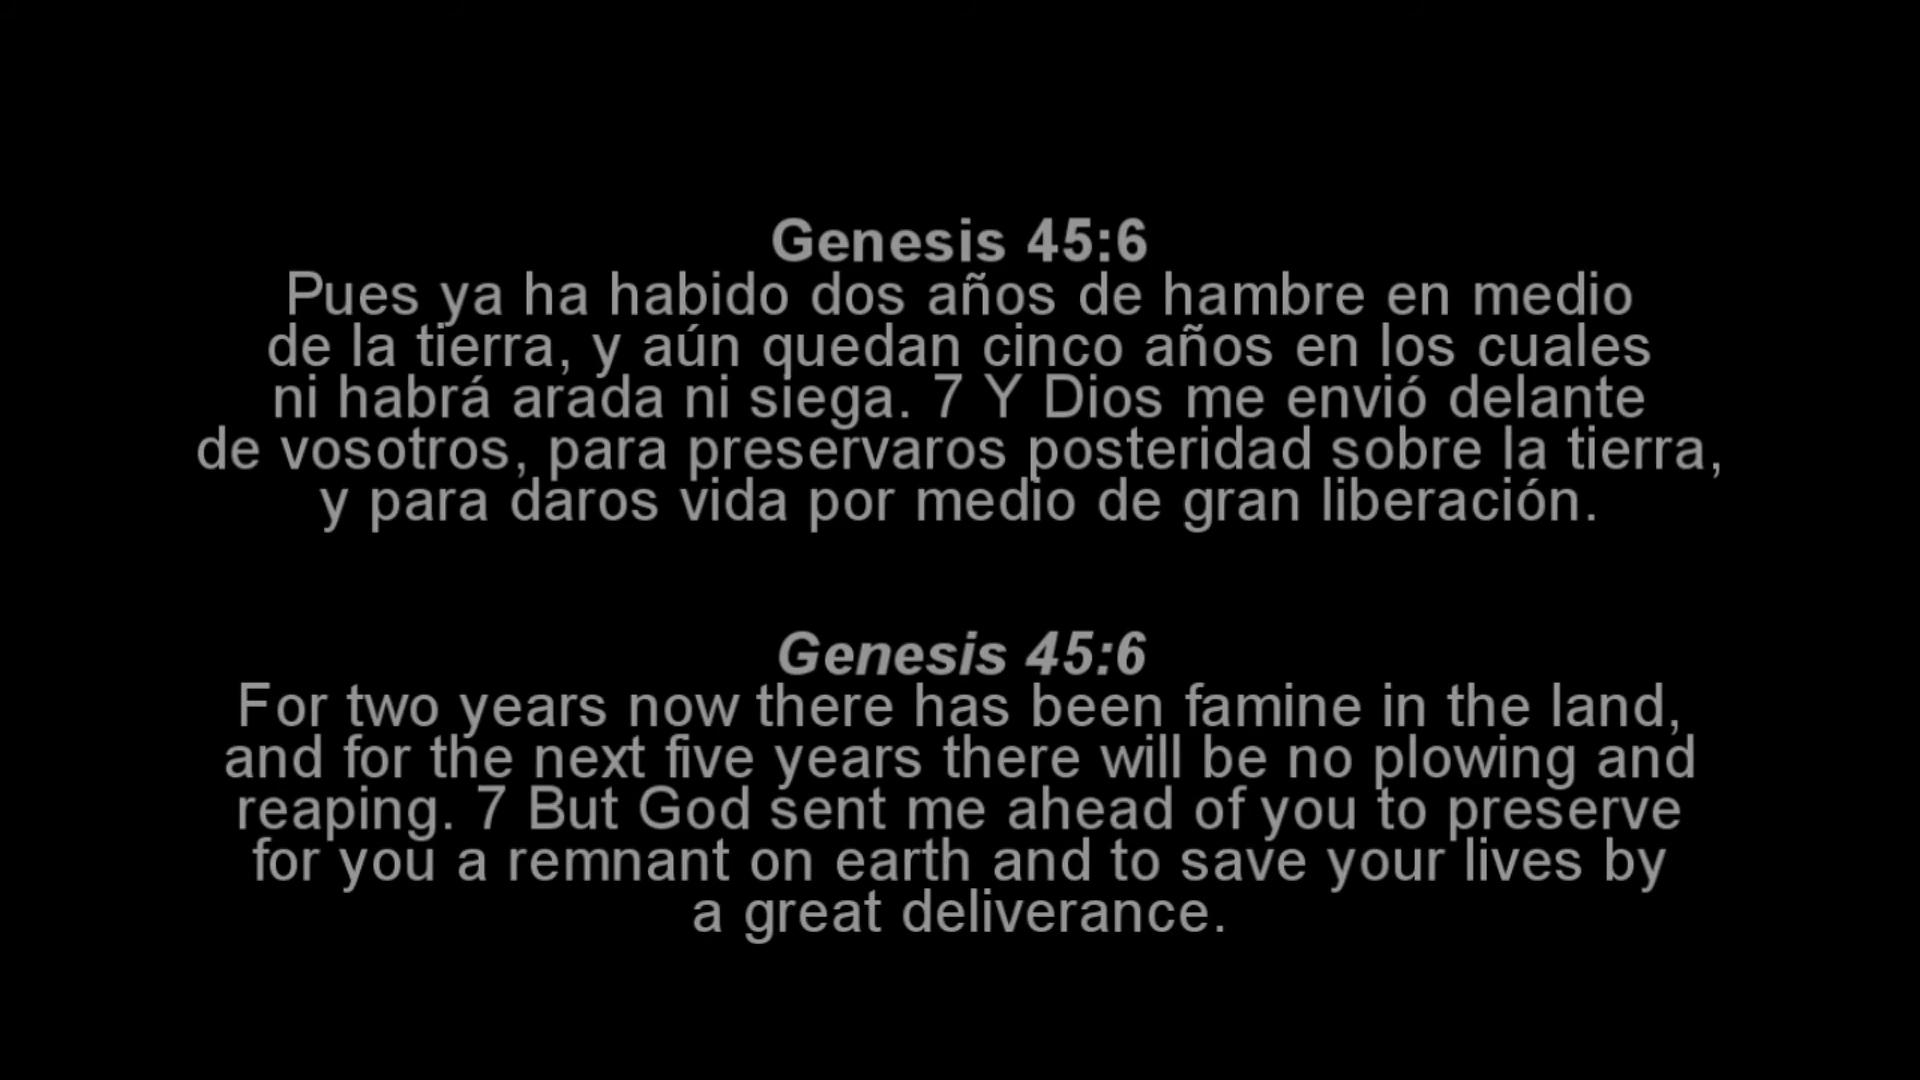 Genesis 45:6
Pues ya ha habido dos años de hambre en medio
de la tierra, y aún quedan cinco años en los cuales
ni habrá arada ni siega. 7 Y Dios me envió delante
de vosotros, para preservaros posteridad sobre la tierra,
y para daros vida por medio de gran liberación.
Genesis 45:6
For two years now there has been famine in the land,
and for the next five years there will be no plowing and
reaping. 7 But God sent me ahead of you to preserve
for you a remnant on earth and to save your lives by
a great deliverance.